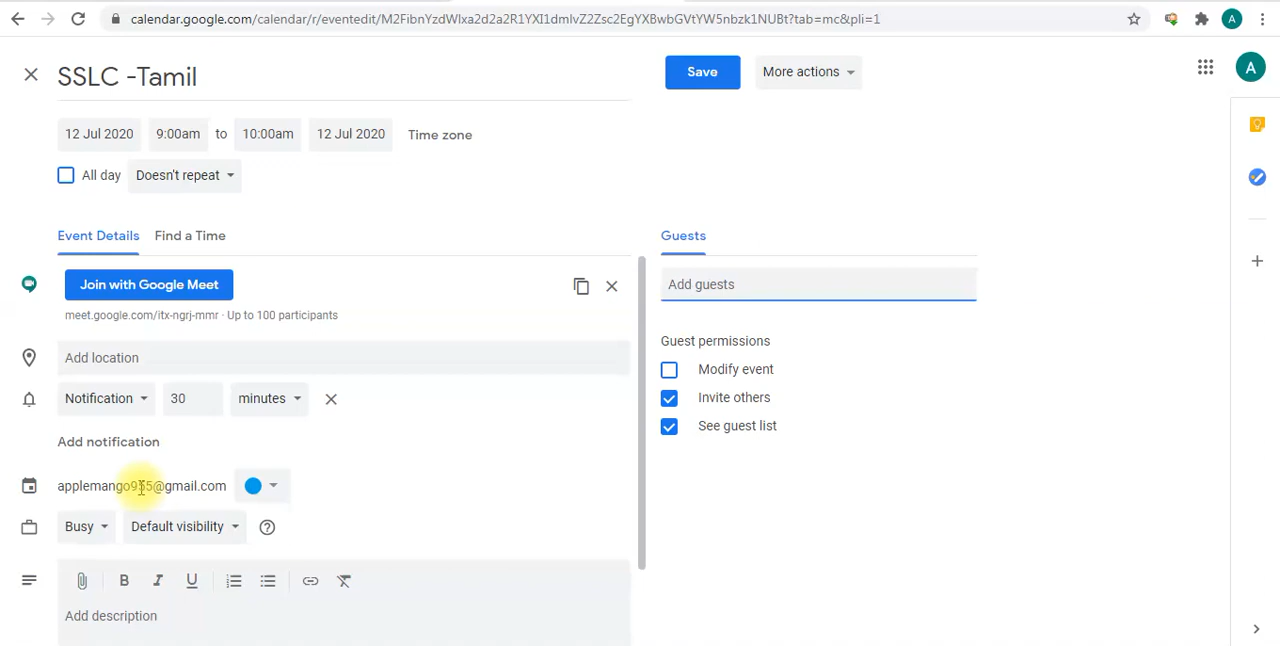 calendar.google.com/calendar/r/eventedit/M2FibnYzdWlxa2d2a2R1YXI1dmlvZ2Zsc2EgYXBwbGVtYW5nbzk1NUBt?tab=mc&pli=1
A
SSLC -Tamil
Save
More actions
A
12 Jul 2020 9:00am to 10:00am 12 Jul 2020 Time zone
All day Doesn't repeat
Event Details Find a Time
Guests
Join with Google Meet
Add guests
meet.google.com/itx-ngrj-mmr · Up to 100 participants
Guest permissions
Add location
Modify event
Notification 30 minutes
Invite others
See guest list
Add notification
applemango955@gmail.com
Busy Default visibility
B I U
Add description